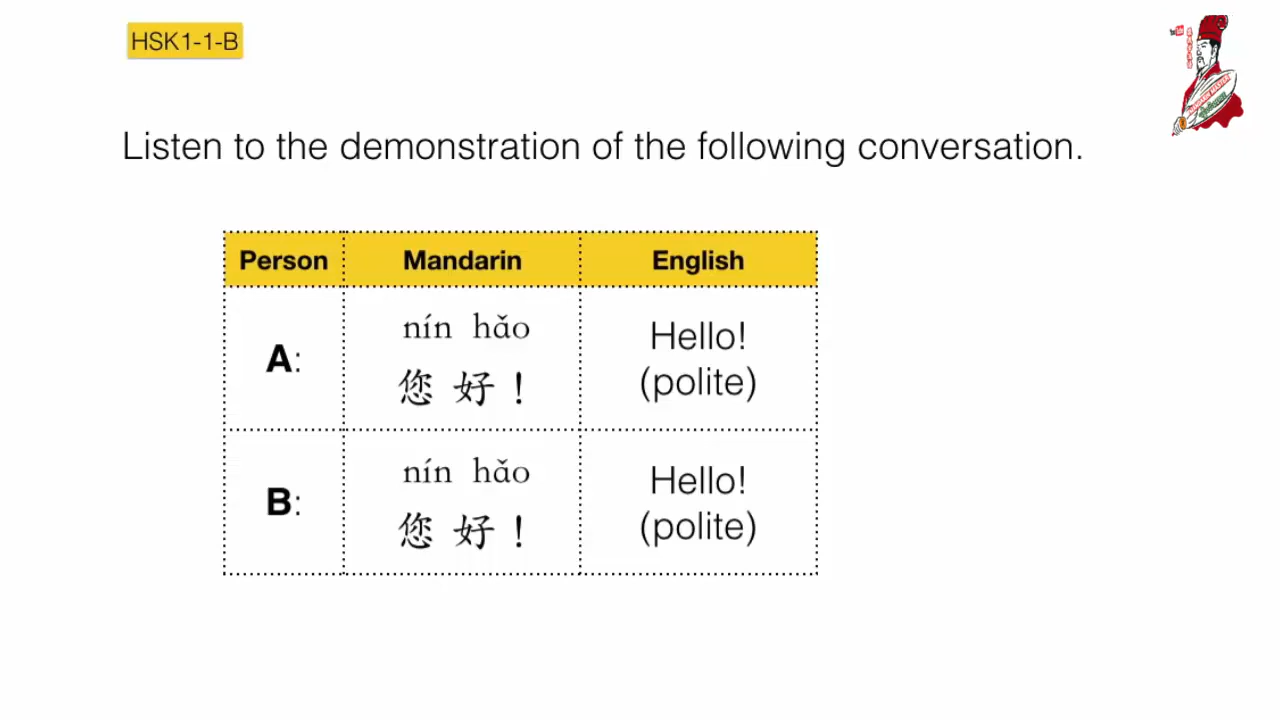 HSK1-1-B
Listen to the demonstration of the following conversation.
Person Mandarin English
A:
nín hǎo
您 好 !
Hello!
(polite)
B:
nín hǎo
您 好 !
Hello!
(polite)